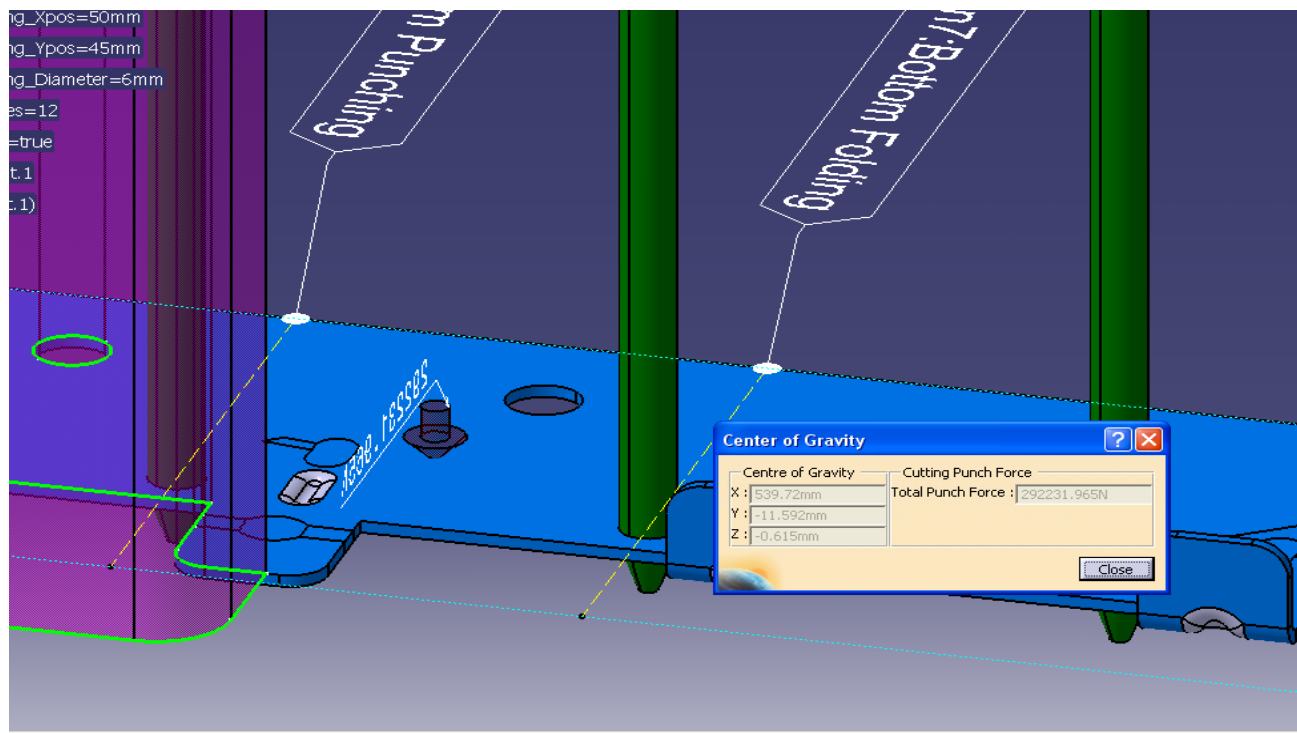 ng_Xpos=50mm
ng_Ypos=45mm
ng_Diameter=6mm
es=12
=true
t.1
t.1)
m Punching
n7:Bottom Folding
Center of Gravity
Centre of Gravity
X : 539.72mm
Y : -11.592mm
Z : -0.615mm
Cutting Punch Force
Total Punch Force : 292231.965N
Close